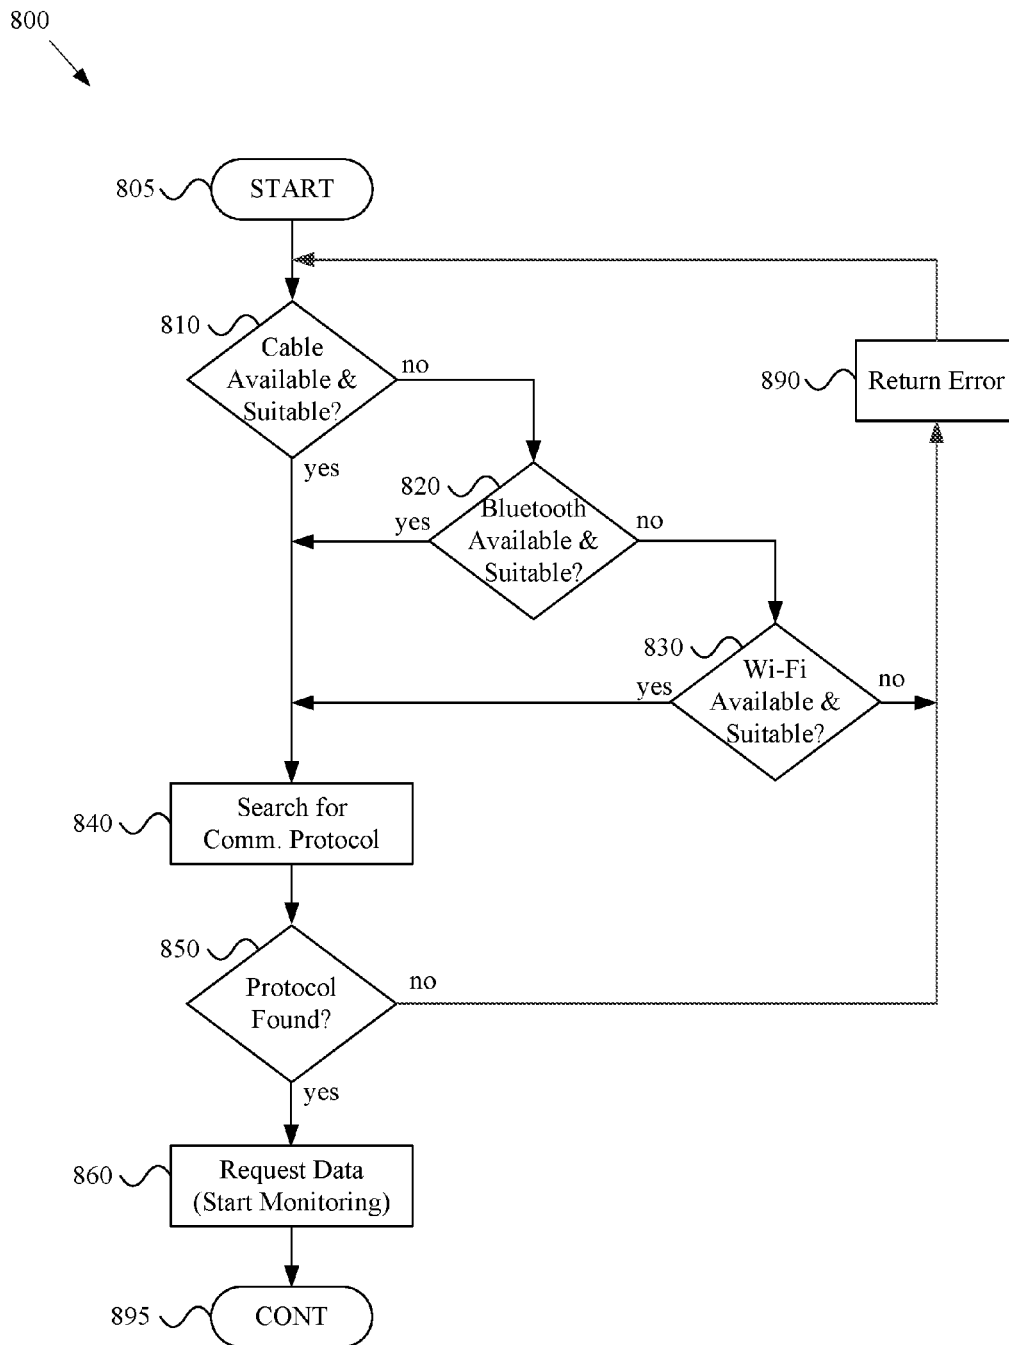 800
805
START
810
Cable
Available &
Suitable?
no
yes
890
Return Error
820
Bluetooth
Available &
Suitable?
yes
no
830
Wi-Fi
Available &
Suitable?
yes
no
840
Search for
Comm. Protocol
850
Protocol
Found?
no
yes
860
Request Data
(Start Monitoring)
895
CONT